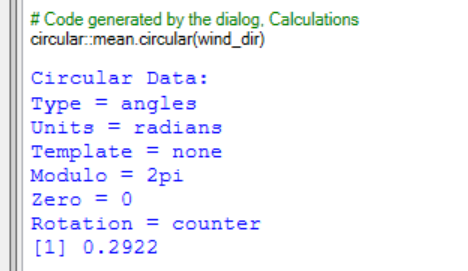 # Code generated by the dialog, Calculations
circular::mean.circular(wind_dir)
Circular Data:
Type = angles
Units = radians
Template = none
Modulo = 2pi
Zero = 0
Rotation = counter
[1] 0.2922